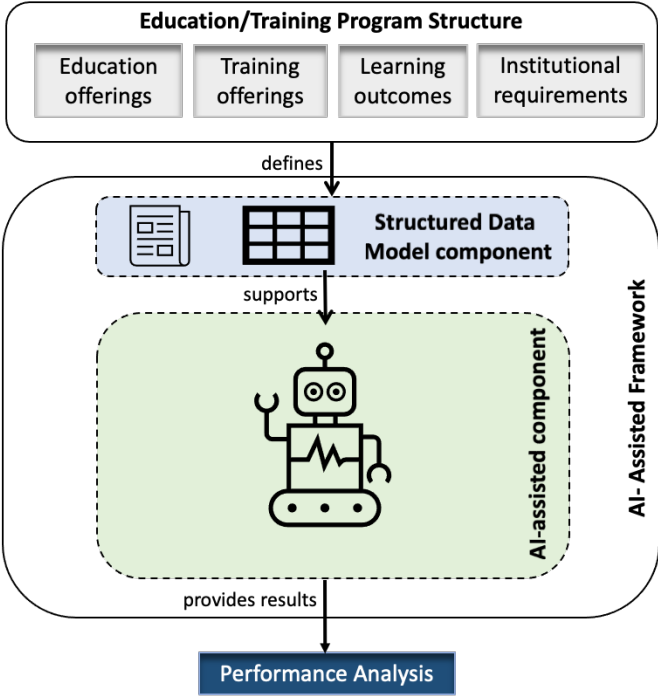 Education/Training Program Structure
Education
offerings
Training
offerings
Learning
outcomes
Institutional
requirements
defines
Structured Data
Model component
supports
AI-assisted component
AI- Assisted Framework
provides results
Performance Analysis